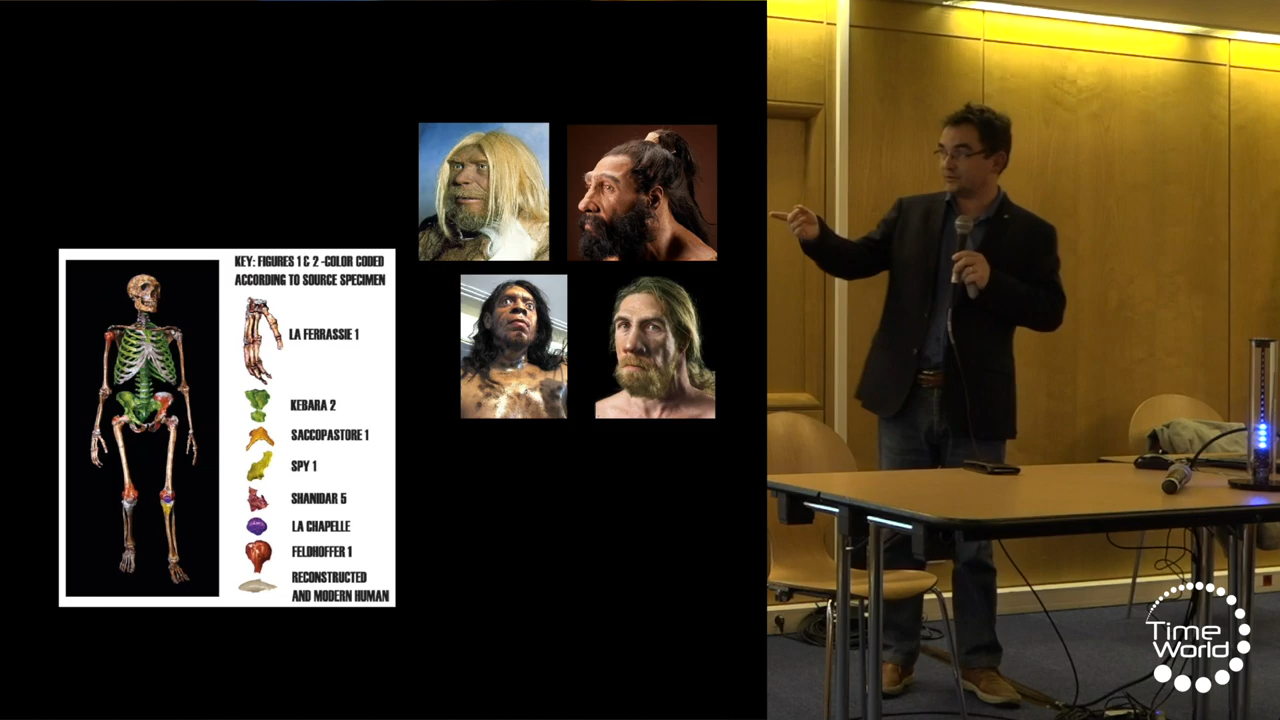 KEY: FIGURES 1 & 2 -COLOR CODED
ACCORDING TO SOURCE SPECIMEN
LA FERRASSIE 1
KEBARA 2
SACCOPASTORE 1
SPY 1
SHANIDAR 5
LA CHAPELLE
FELDHOFFER 1
RECONSTRUCTED
AND MODERN HUMAN
Time
World